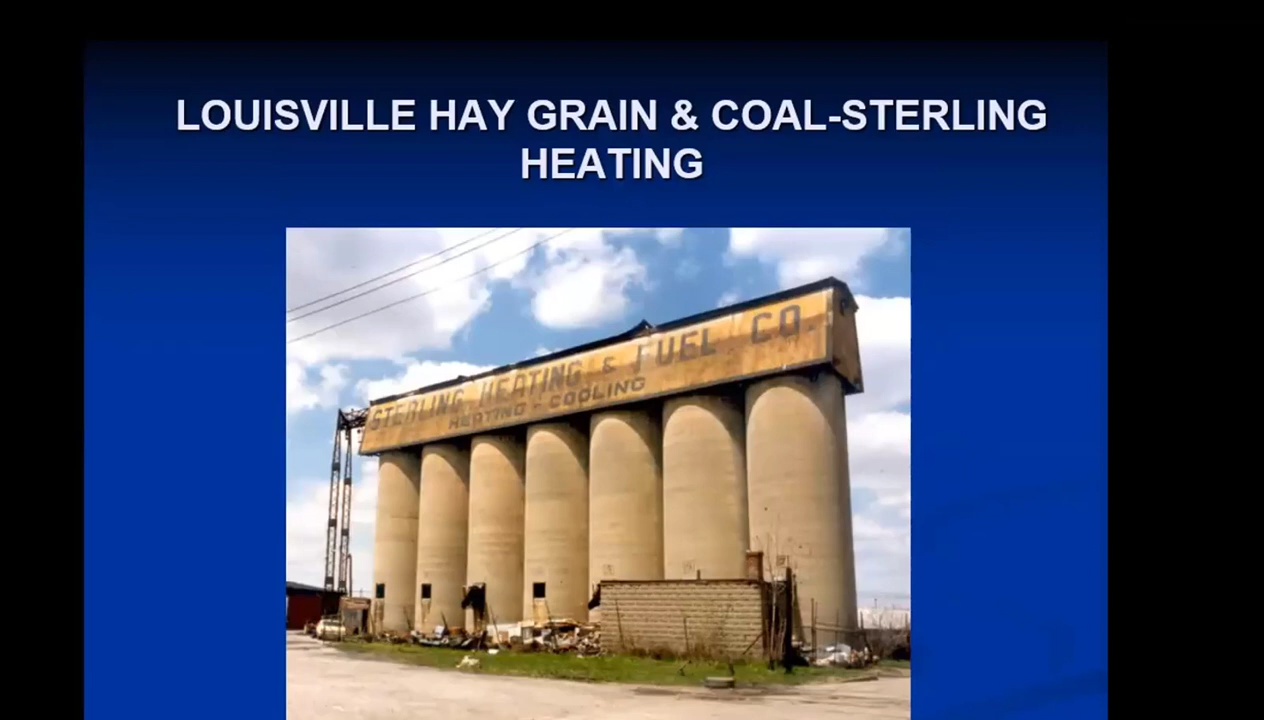 LOUISVILLE HAY GRAIN & COAL-STERLING
HEATING
STERLING HEATING & FUEL CO.
HEATING - COOLING